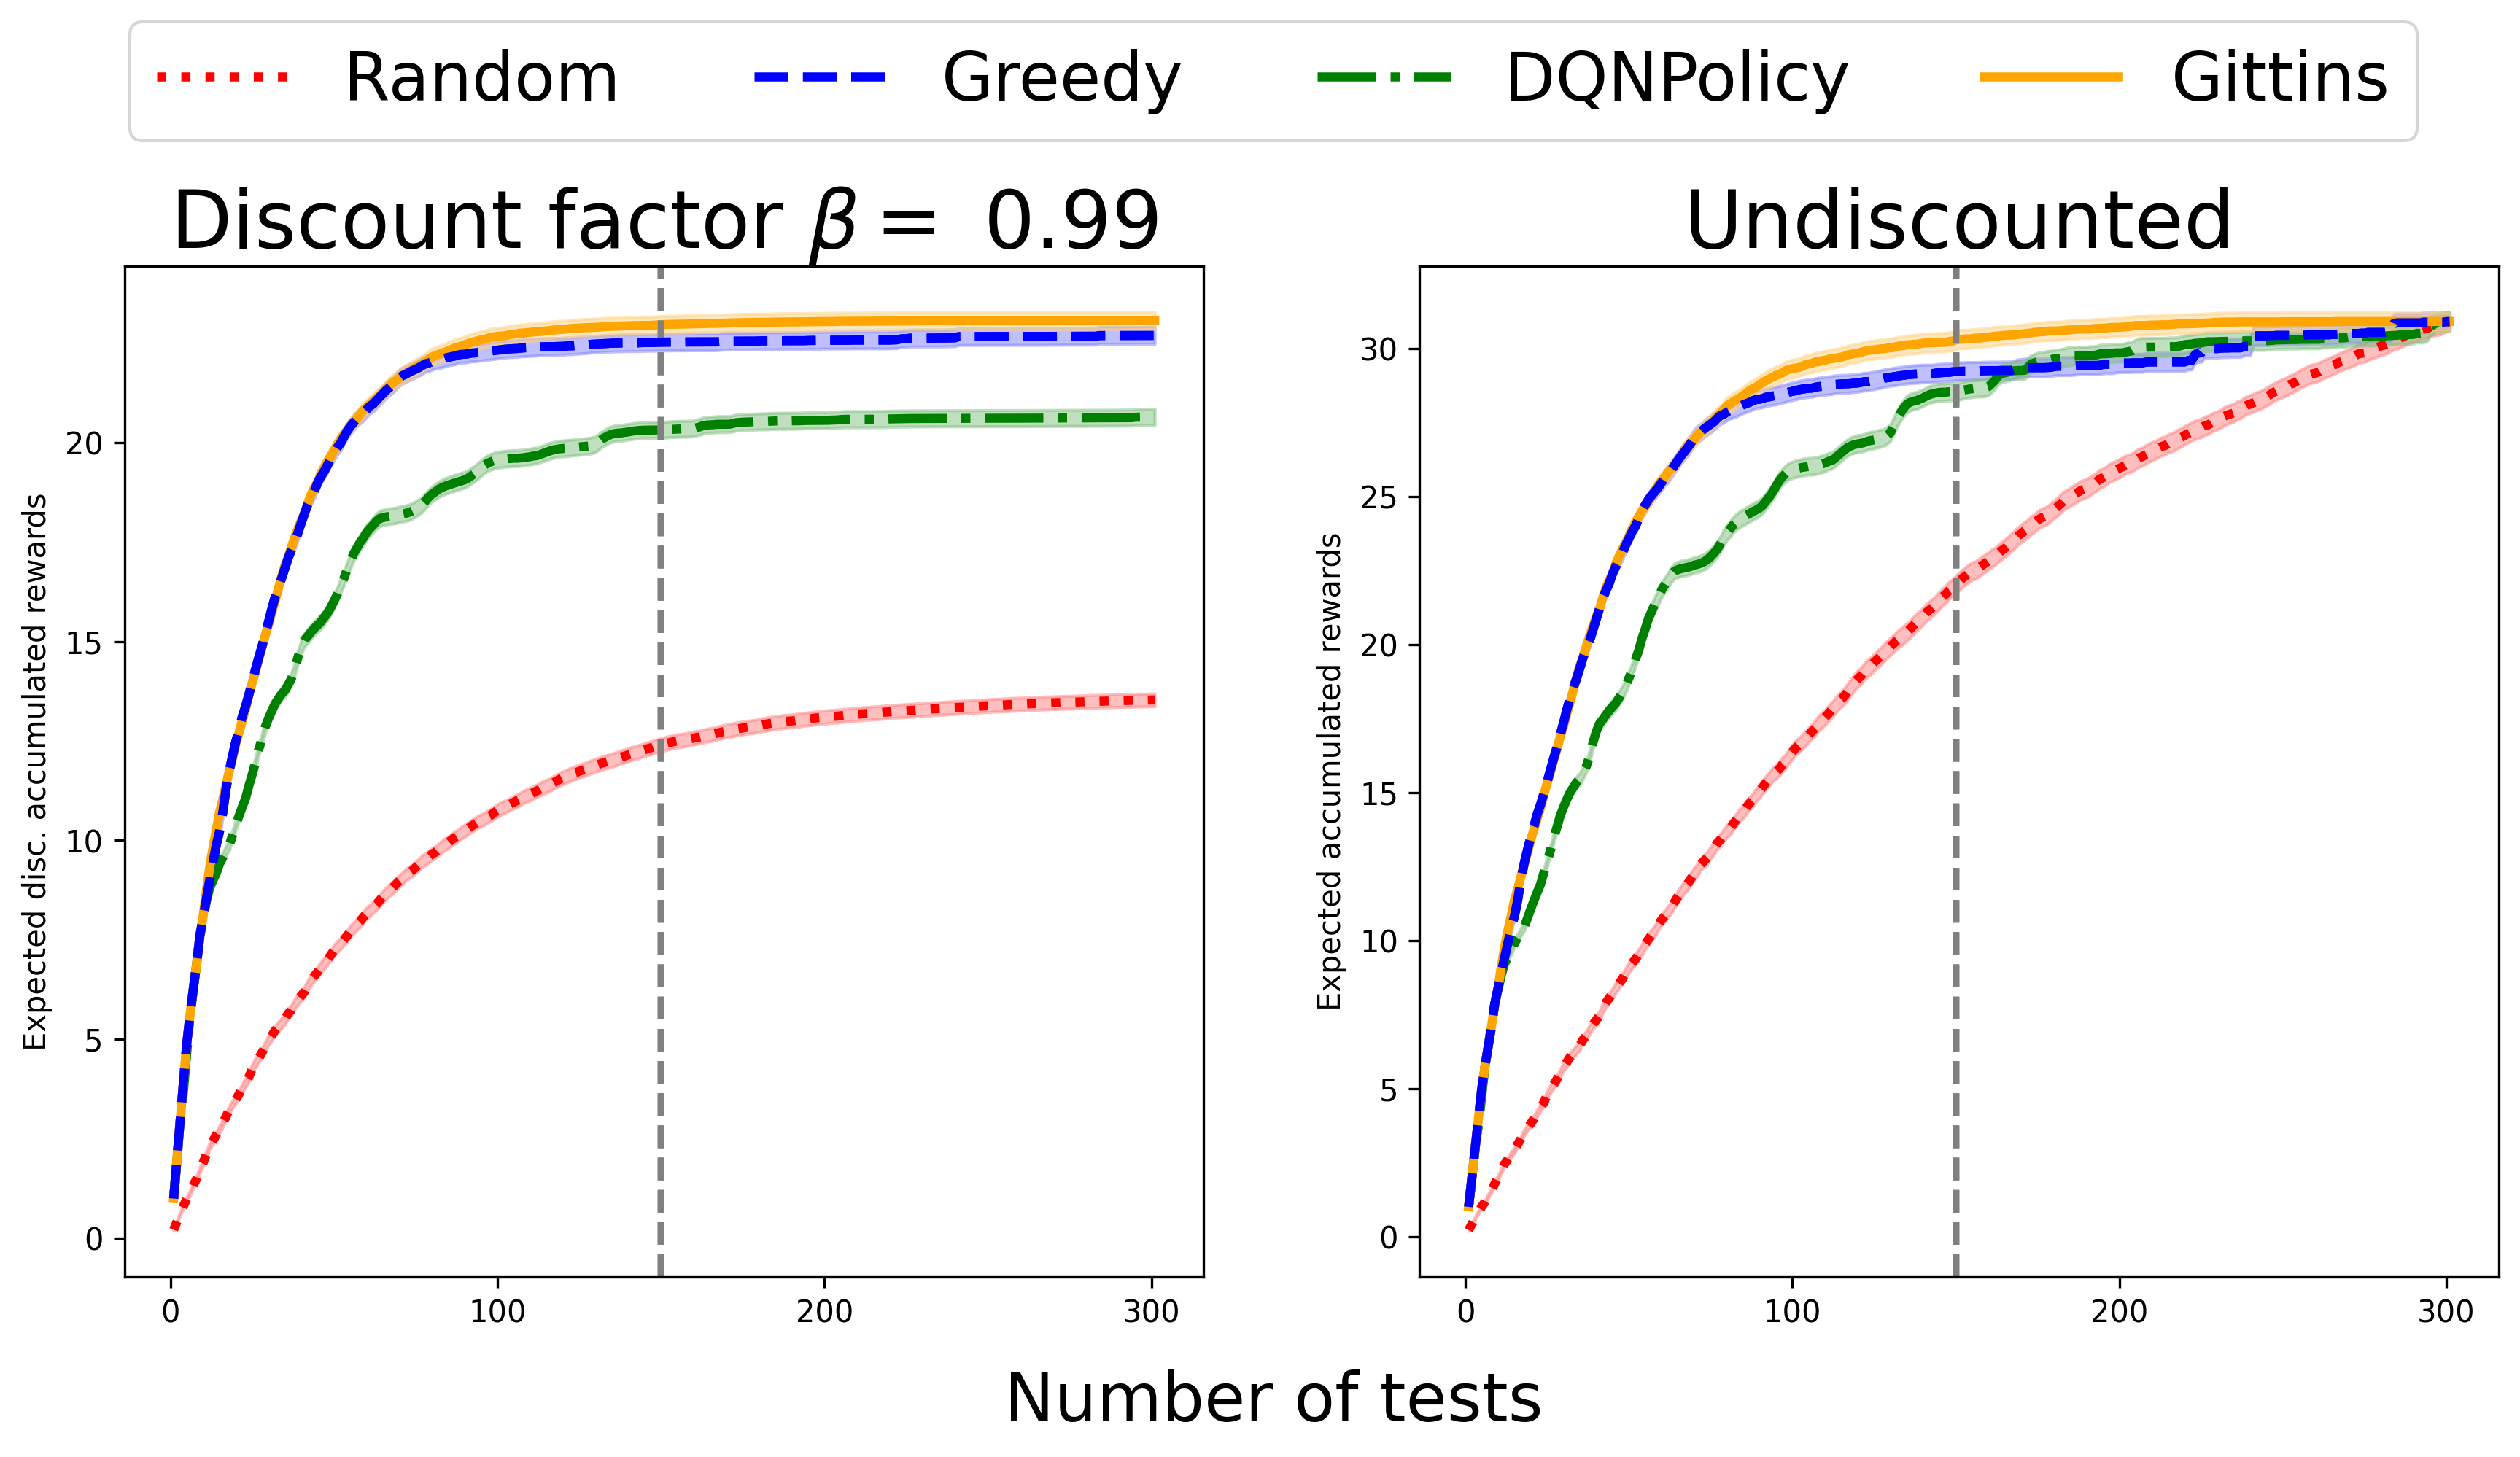 Random Greedy DQNPolicy Gittins
Discount factor β = 0.99
Undiscounted
Expected disc. accumulated rewards
20
15
10
5
0
0 100 200 300
Expected accumulated rewards
30
25
20
15
10
5
0
0 100 200 300
Number of tests